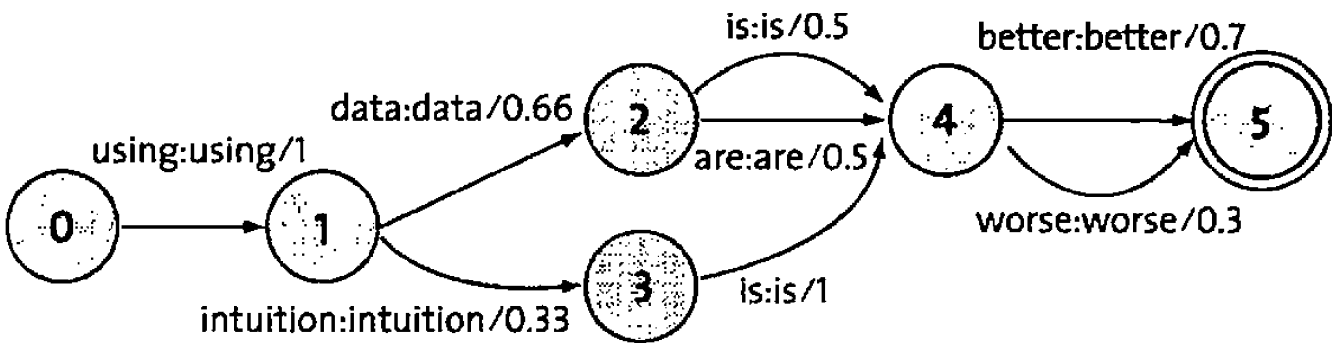 is:is/0.5
better:better/0.7
data:data/0.66
2
4
5
using:using/1
are:are/0.5
0
1
worse:worse/0.3
3
is:is/1
intuition:intuition/0.33